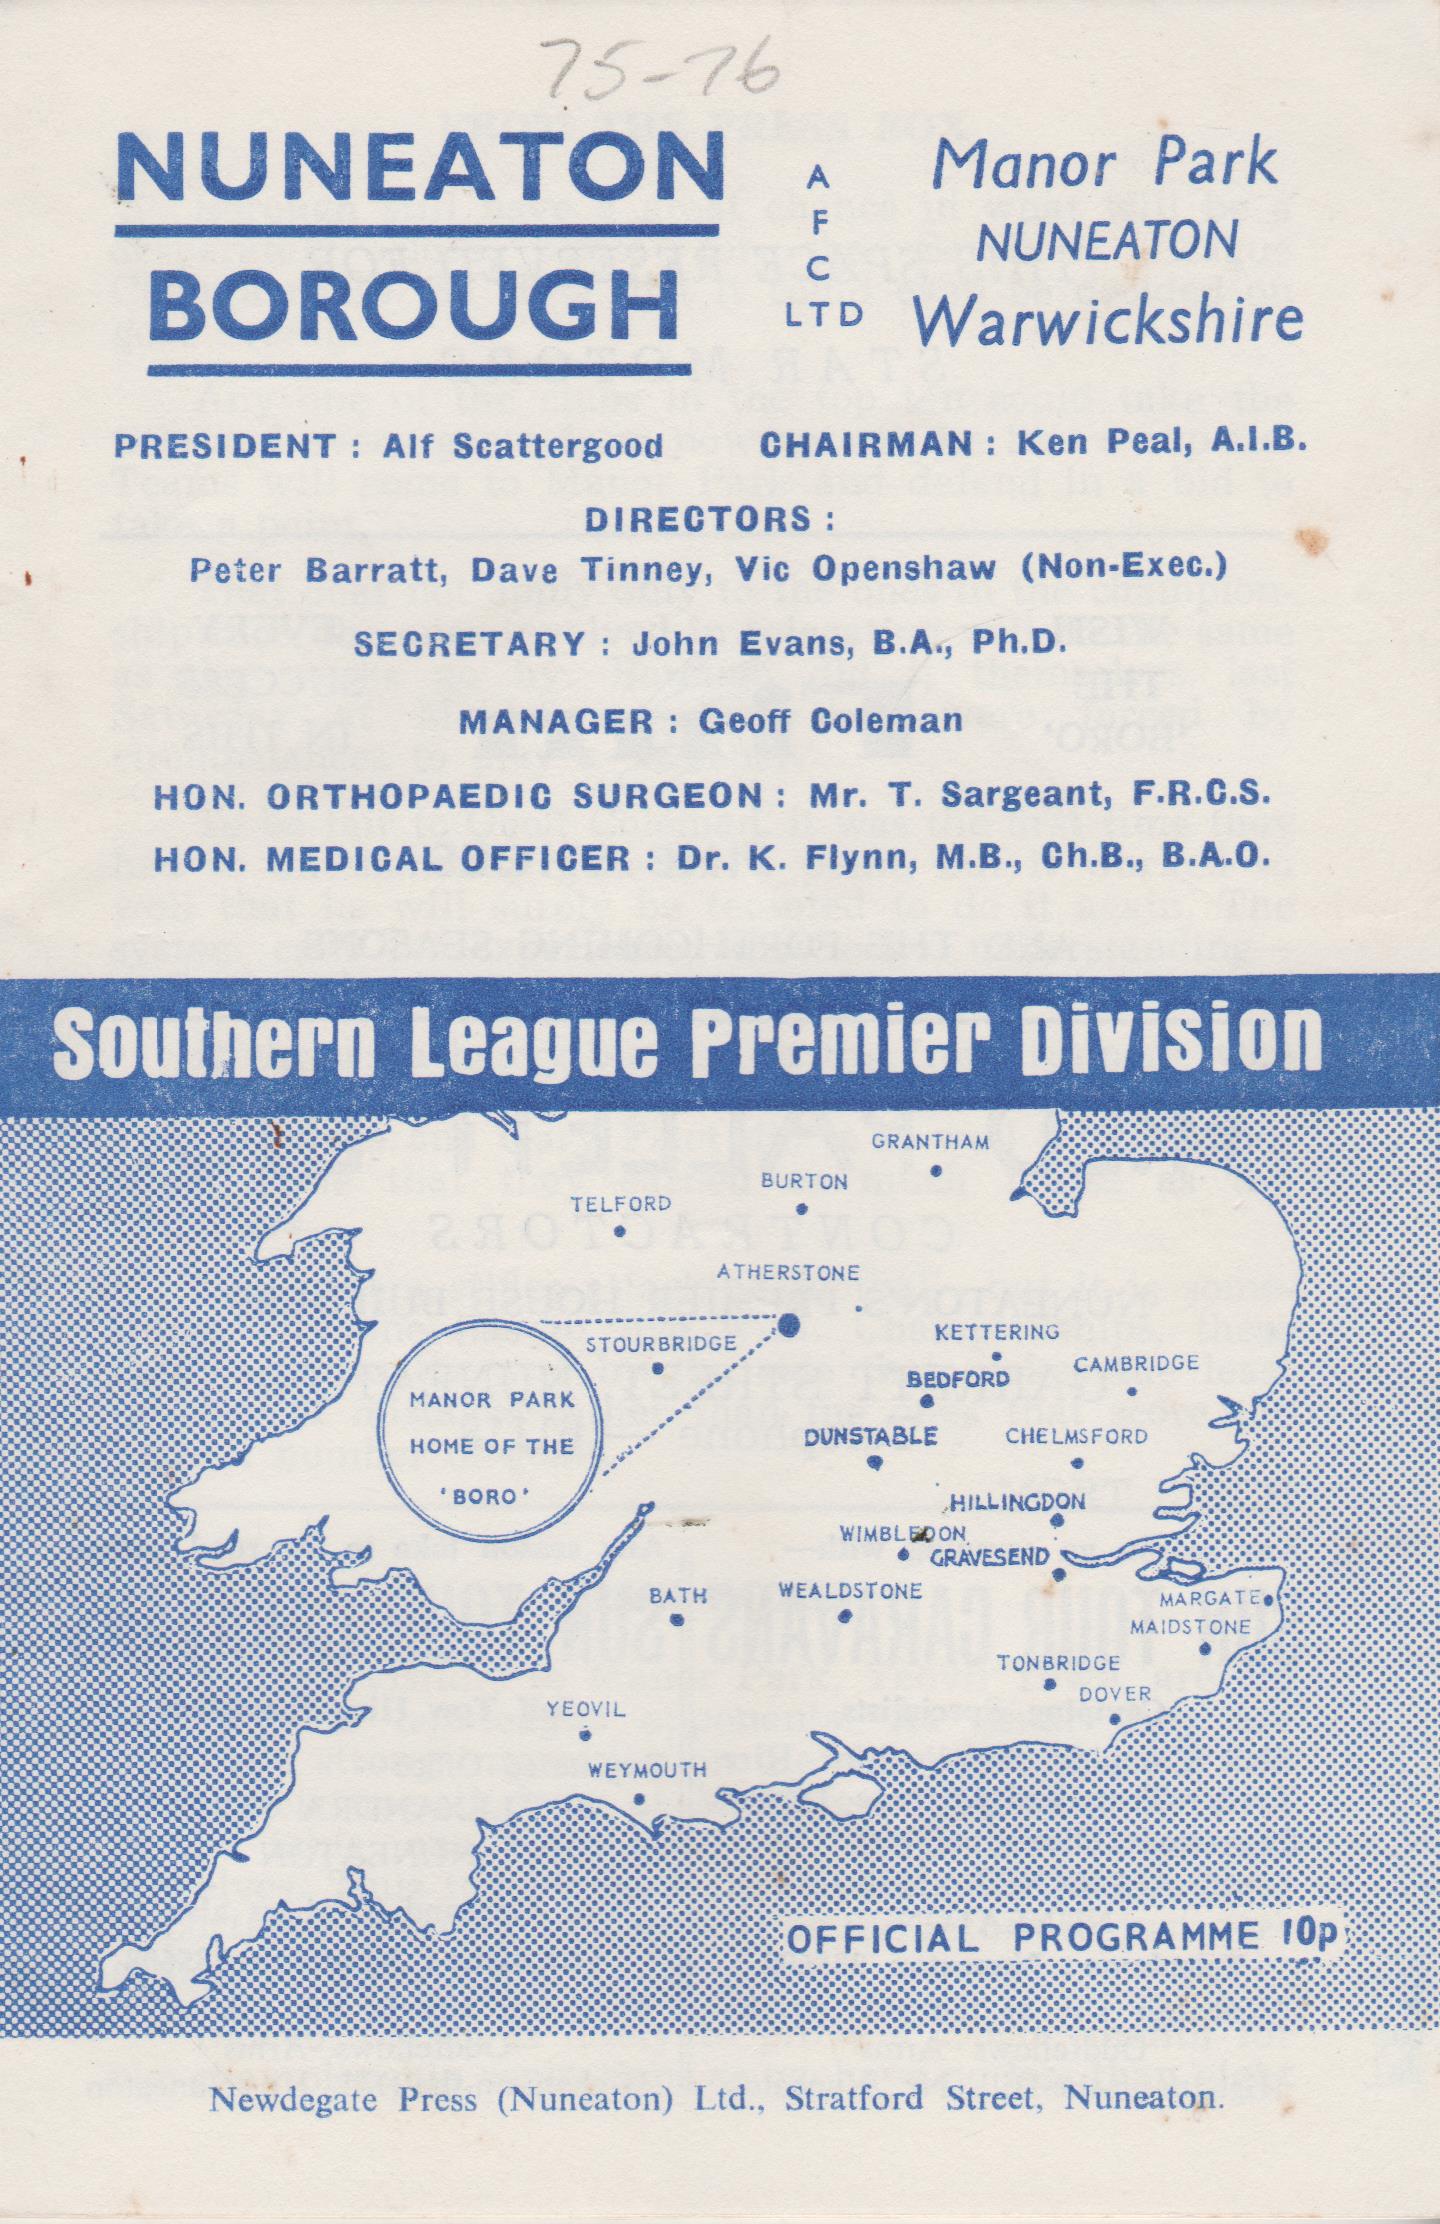 75-76
NUNEATON
BOROUGH
A
F
C
LTD
Manor Park
NUNEATON
Warwickshire
PRESIDENT : Alf Scattergood CHAIRMAN : Ken Peal, A.I.B.
DIRECTORS :
Peter Barratt, Dave Tinney, Vic Openshaw (Non-Exec.)
SECRETARY : John Evans, B.A., Ph.D.
MANAGER : Geoff Coleman
HON. ORTHOPAEDIC SURGEON : Mr. T. Sargeant, F.R.C.S.
HON. MEDICAL OFFICER : Dr. K. Flynn, M.B., Ch.B., B.A.O.
Southern League Premier Division
GRANTHAM
BURTON
TELFORD
ATHERSTONE
KETTERING
STOURBRIDGE
CAMBRIDGE
BEDFORD
MANOR PARK
HOME OF THE
'BORO'
DUNSTABLE
CHELMSFORD
HILLINGDON
WIMBLEDON
GRAVESEND
BATH
WEALDSTONE
MARGATE
MAIDSTONE
TONBRIDGE
DOVER
YEOVIL
WEYMOUTH
OFFICIAL PROGRAMME 10p
Newdegate Press (Nuneaton) Ltd., Stratford Street, Nuneaton.